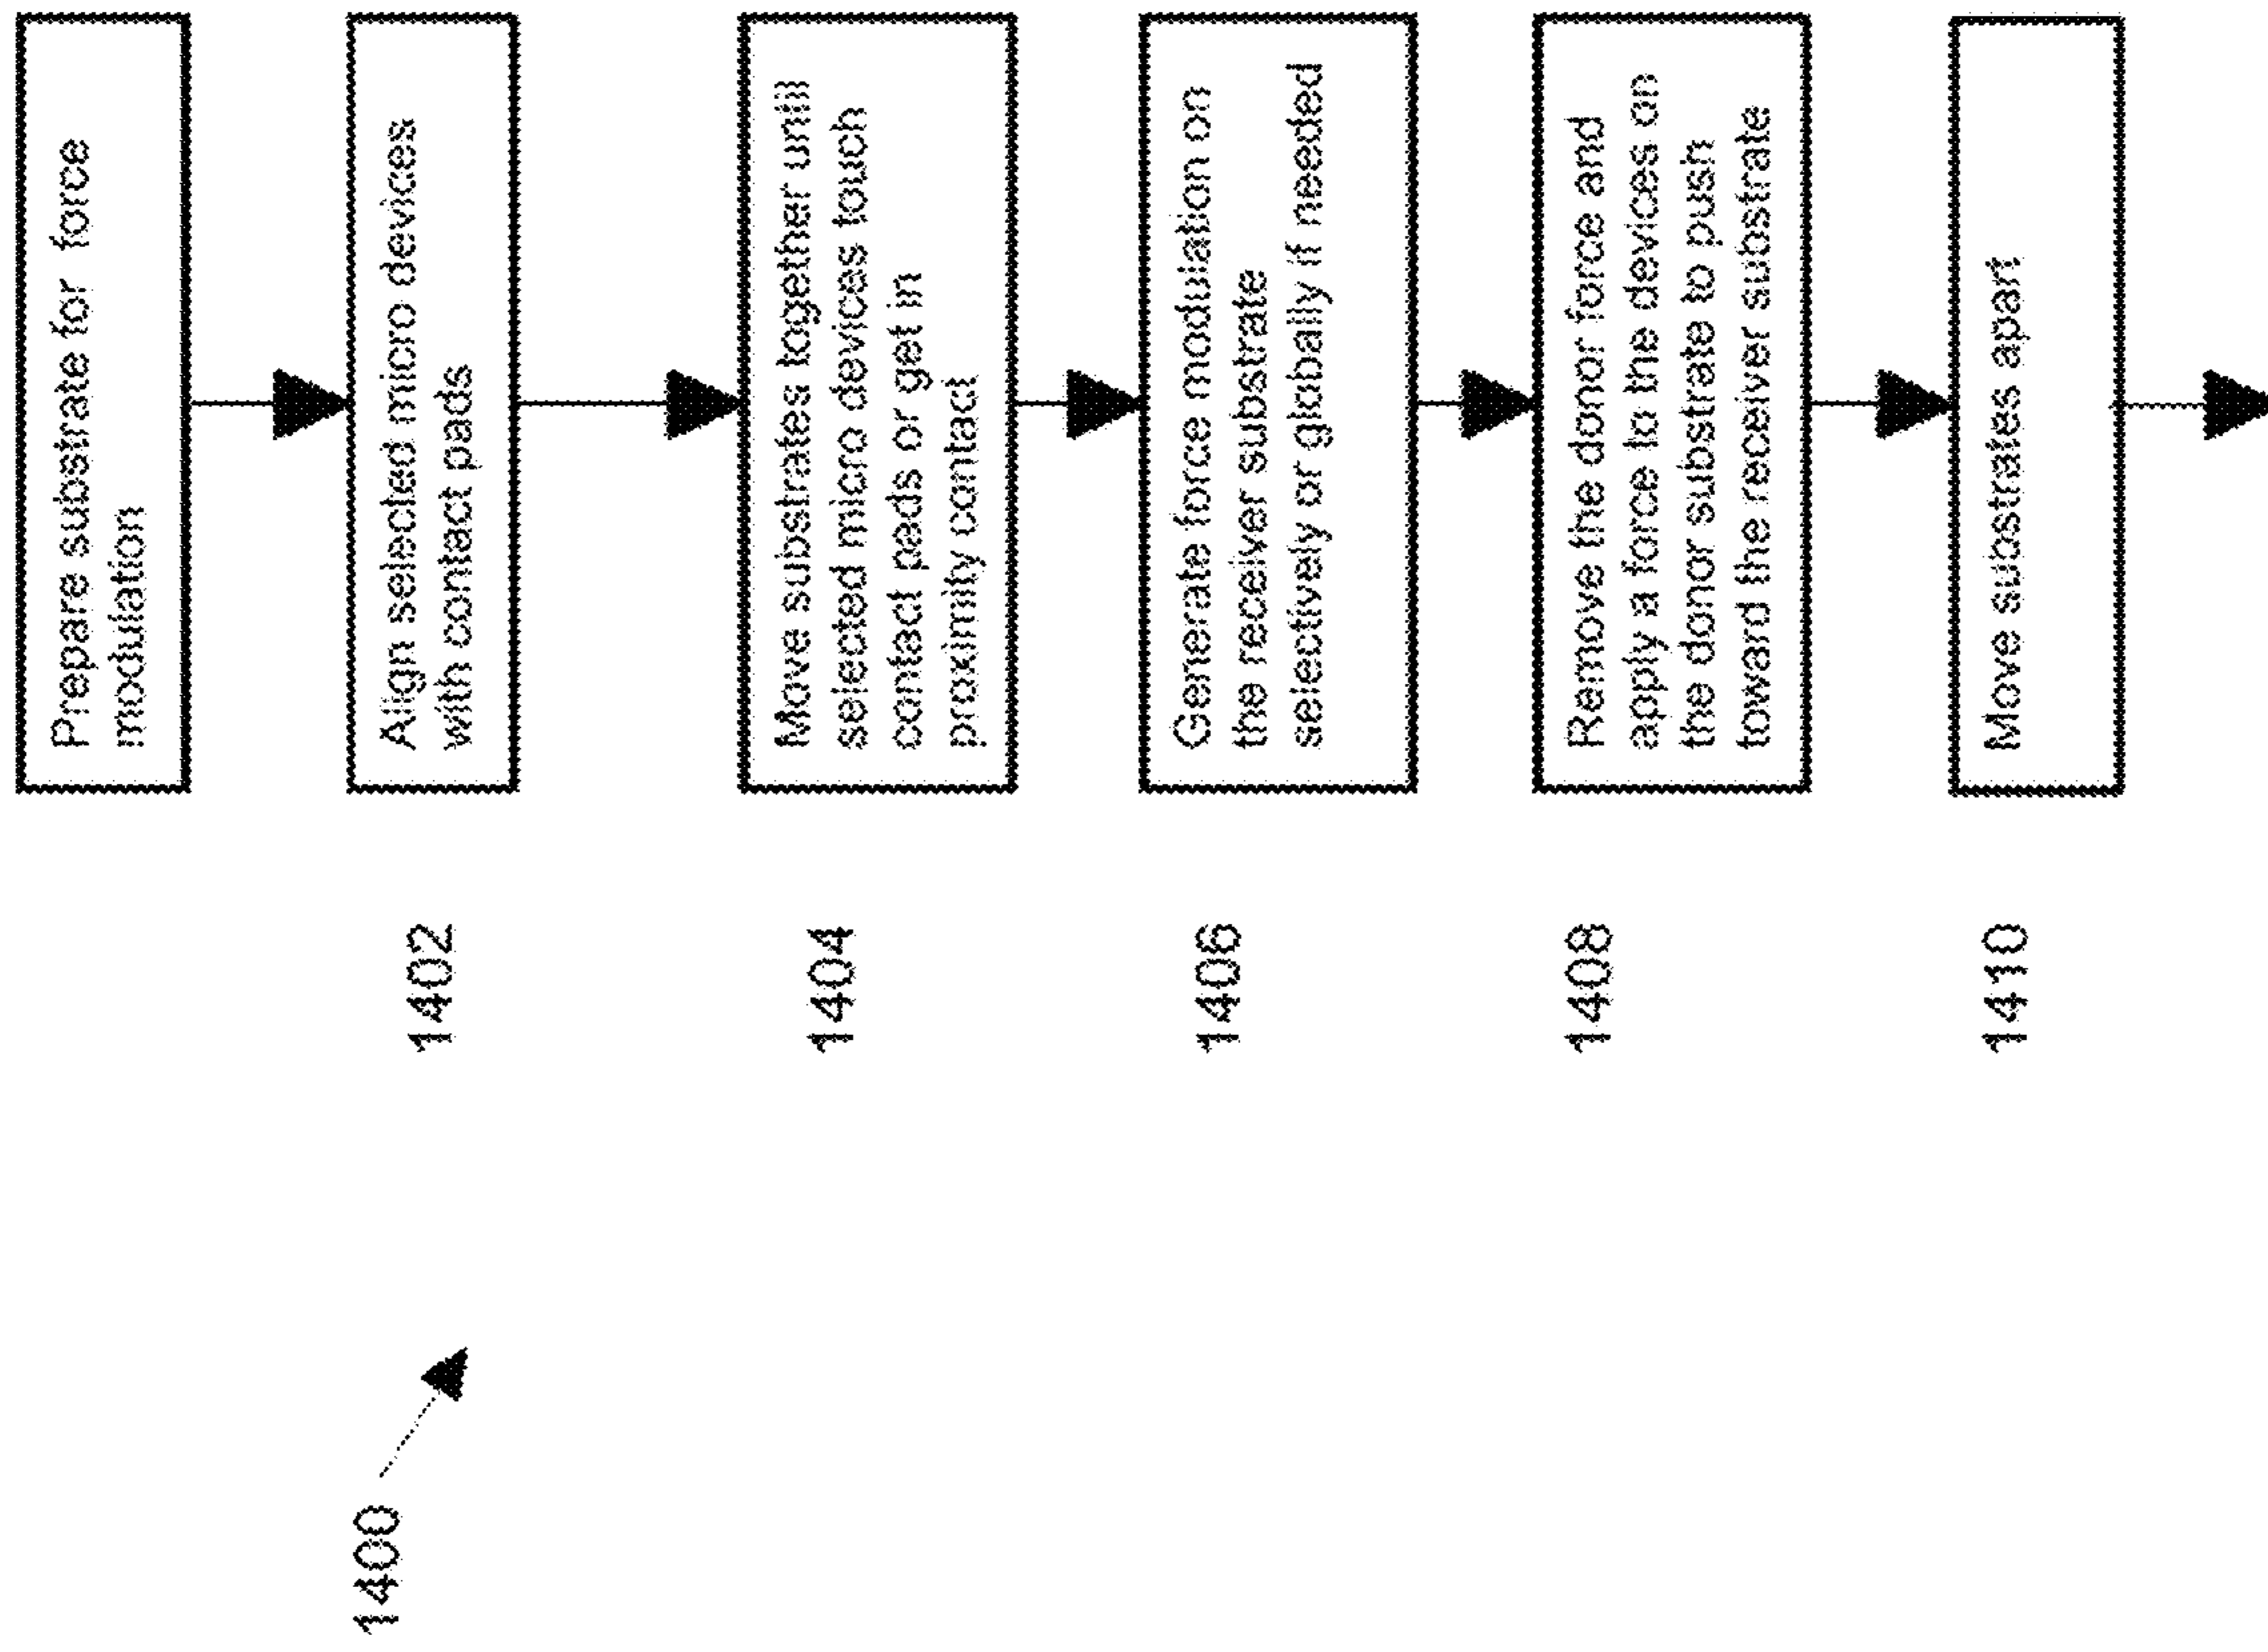 Prepare substrate for force
modulation
1402
Align selected micro devices
with contact pads
1404
Move substrates together untill
selected micro devices touch
contact pads or get in
proximity contact
1406
Generate force modulation on
the receiver substrate
selectively or globally if needed
1408
Remove the donor force and
apply a force to the devices on
the donor substrate to push
toward the receiver substrate
1410
Move substrates apart
1400